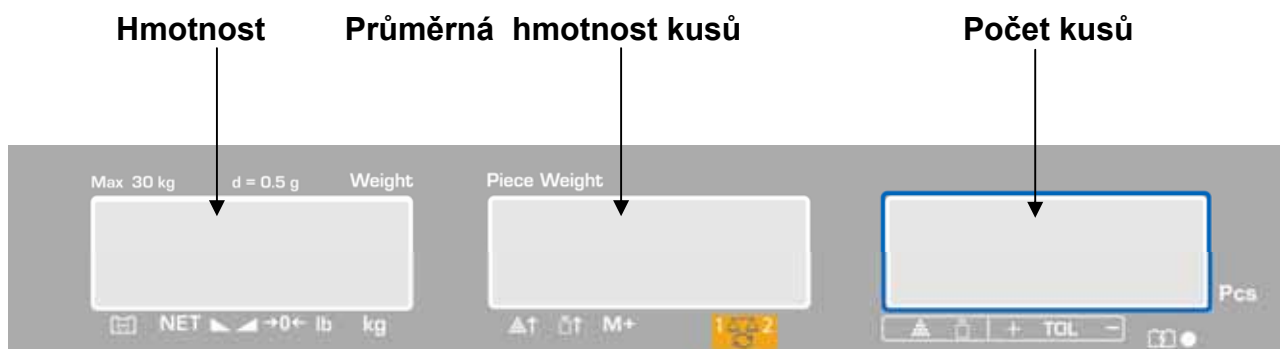 Hmotnost Průměrná hmotnost kusů Počet kusů
Max 30 kg d = 0.5 g Weight Piece Weight
Pcs
NET →0← lb kg M+ 1 2 + TOL −